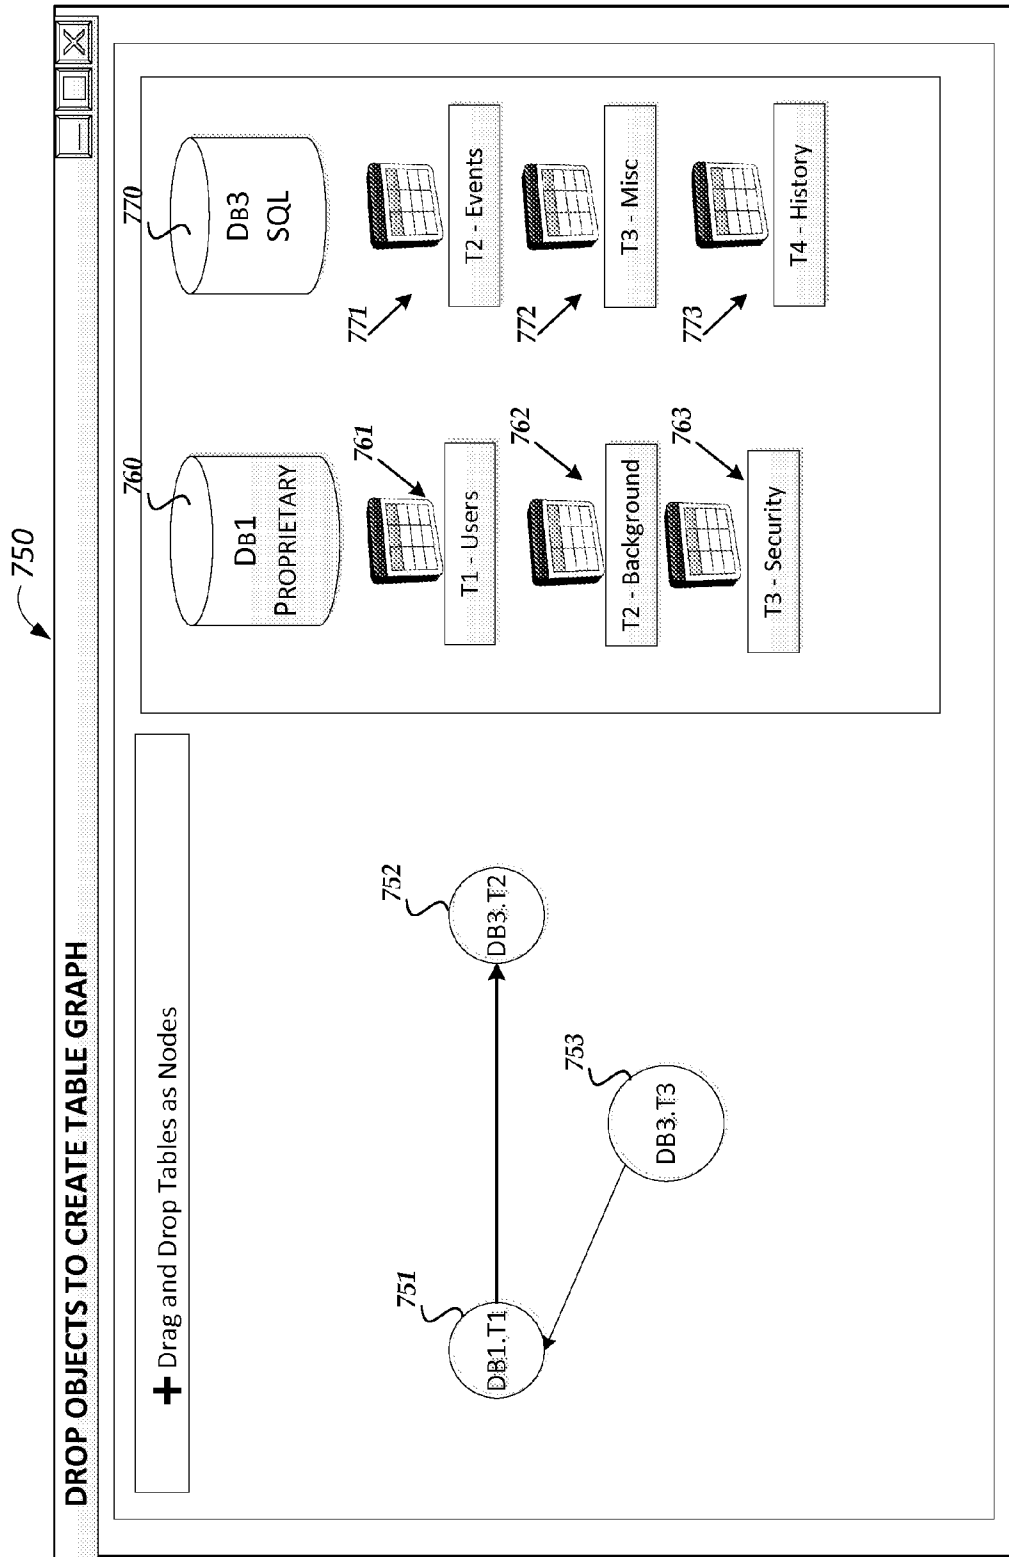 750
DROP OBJECTS TO CREATE TABLE GRAPH
+ Drag and Drop Tables as Nodes
751
DB1.T1
752
DB3.T2
753
DB3.T3
760
DB1
PROPRIETARY
761
T1 - Users
762
T2 - Background
763
T3 - Security
770
DB3
SQL
771
T2 - Events
772
T3 - Misc
773
T4 - History